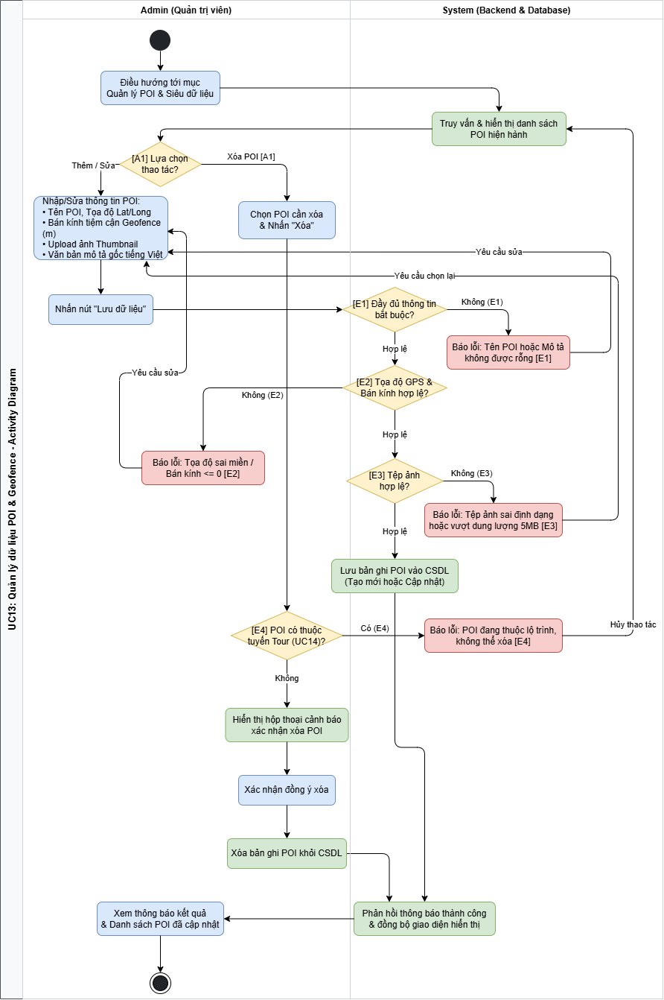 UC13: Quản lý dữ liệu POI & Geofence - Activity Diagram
Admin (Quản trị viên)
System (Backend & Database)
Điều hướng tới mục
Quản lý POI & Siêu dữ liệu
Truy vấn & hiển thị danh sách
POI hiện hành
[A1] Lựa chọn
thao tác?
Thêm / Sửa
Xóa POI [A1]
Nhập/Sửa thông tin POI:
• Tên POI, Tọa độ Lat/Long
• Bán kính tiệm cận Geofence
(m)
• Upload ảnh Thumbnail
• Văn bản mô tả gốc tiếng Việt
Chọn POI cần xóa
& Nhấn "Xóa"
Yêu cầu sửa
Yêu cầu chọn lại
Nhấn nút "Lưu dữ liệu"
[E1] Đầy đủ thông tin
bắt buộc?
Không (E1)
Báo lỗi: Tên POI hoặc Mô tả
không được rỗng [E1]
Hợp lệ
Yêu cầu sửa
[E2] Tọa độ GPS &
Bán kính hợp lệ?
Không (E2)
Hợp lệ
Báo lỗi: Tọa độ sai miền /
Bán kính <= 0 [E2]
[E3] Tệp ảnh
hợp lệ?
Không (E3)
Báo lỗi: Tệp ảnh sai định dạng
hoặc vượt dung lượng 5MB [E3]
Hợp lệ
Lưu bản ghi POI vào CSDL
(Tạo mới hoặc Cập nhật)
[E4] POI có thuộc
tuyến Tour (UC14)?
Có (E4)
Báo lỗi: POI đang thuộc lộ trình,
không thể xóa [E4]
Hủy thao tác
Không
Hiển thị hộp thoại cảnh báo
xác nhận xóa POI
Xác nhận đồng ý xóa
Xóa bản ghi POI khỏi CSDL
Xem thông báo kết quả
& Danh sách POI đã cập nhật
Phản hồi thông báo thành công
& đồng bộ giao diện hiển thị